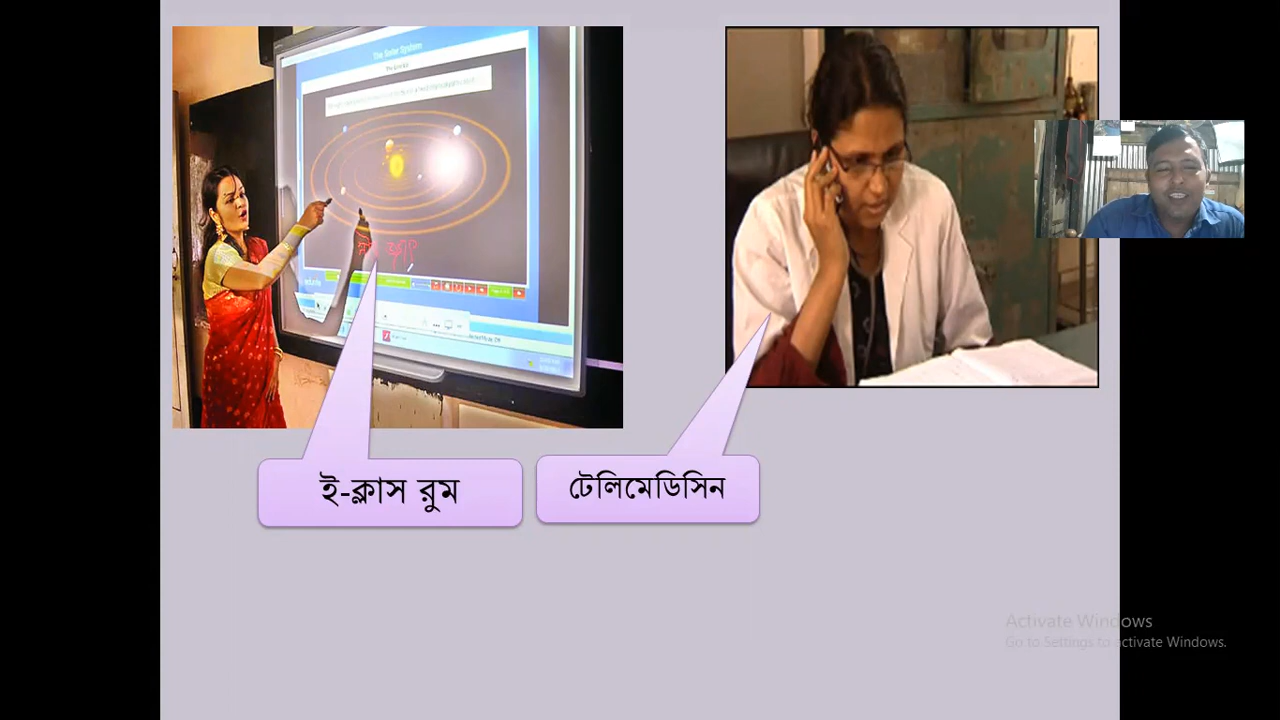 The Solar System
ই-ক্লাস রুম
টেলিমেডিসিন
Activate Windows
Go to Settings to activate Windows.